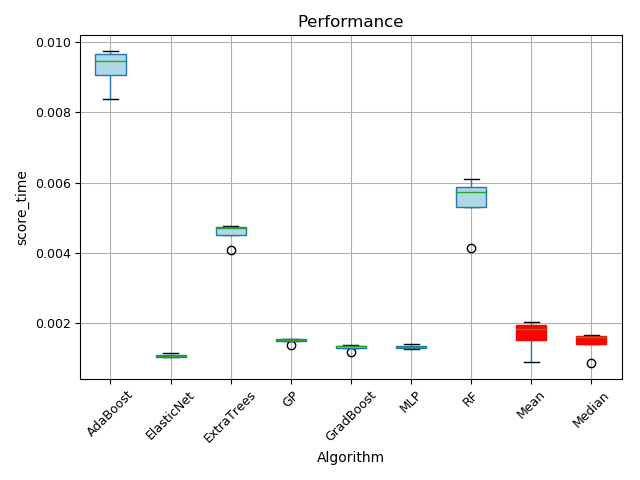 Performance
0.010
0.008
0.006
0.004
0.002
score_time
AdaBoost
ElasticNet
ExtraTrees
GP
GradBoost
MLP
RF
Mean
Median
Algorithm